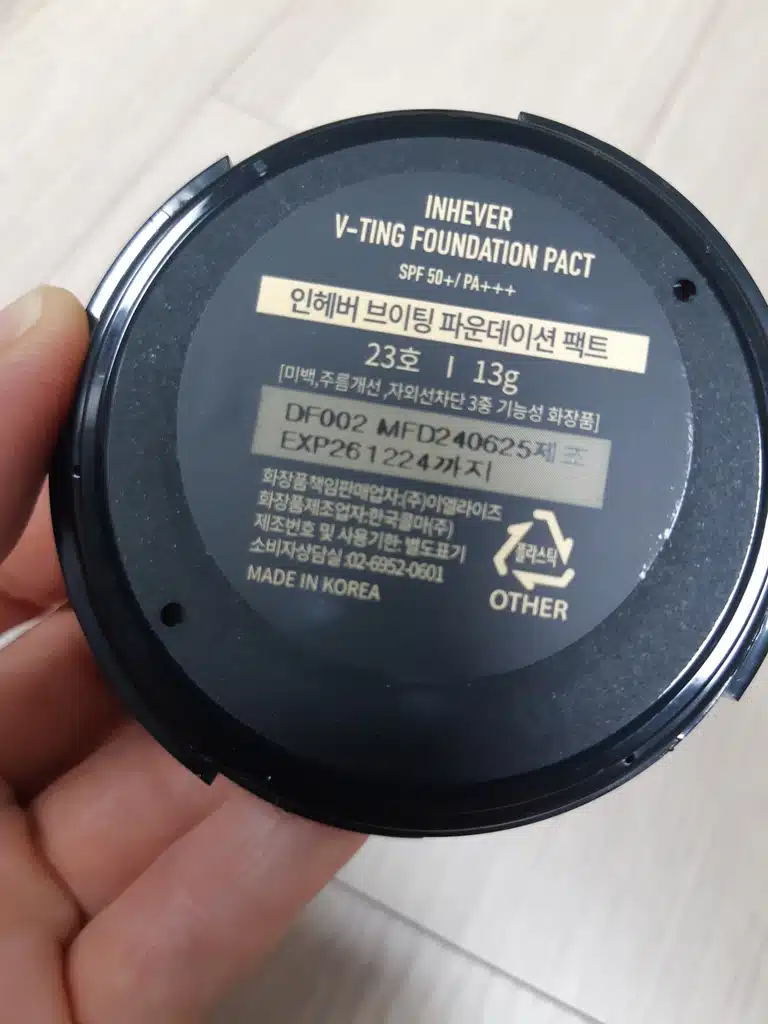 INHEVER
V-TING FOUNDATION PACT
SPF 50+/PA+++
인헤버 브이팅 파운데이션 팩트
23호 | 13g
[미백,주름개선,자외선차단 3중 기능성 화장품]
DF002 MFD240625제조
EXP261224까지
화장품책임판매업자:(주)이엘라이즈
화장품제조업자:한국콜마(주)
제조번호 및 사용기한: 별도표기
소비자상담실:02-6952-0601
MADE IN KOREA
플라스틱
OTHER